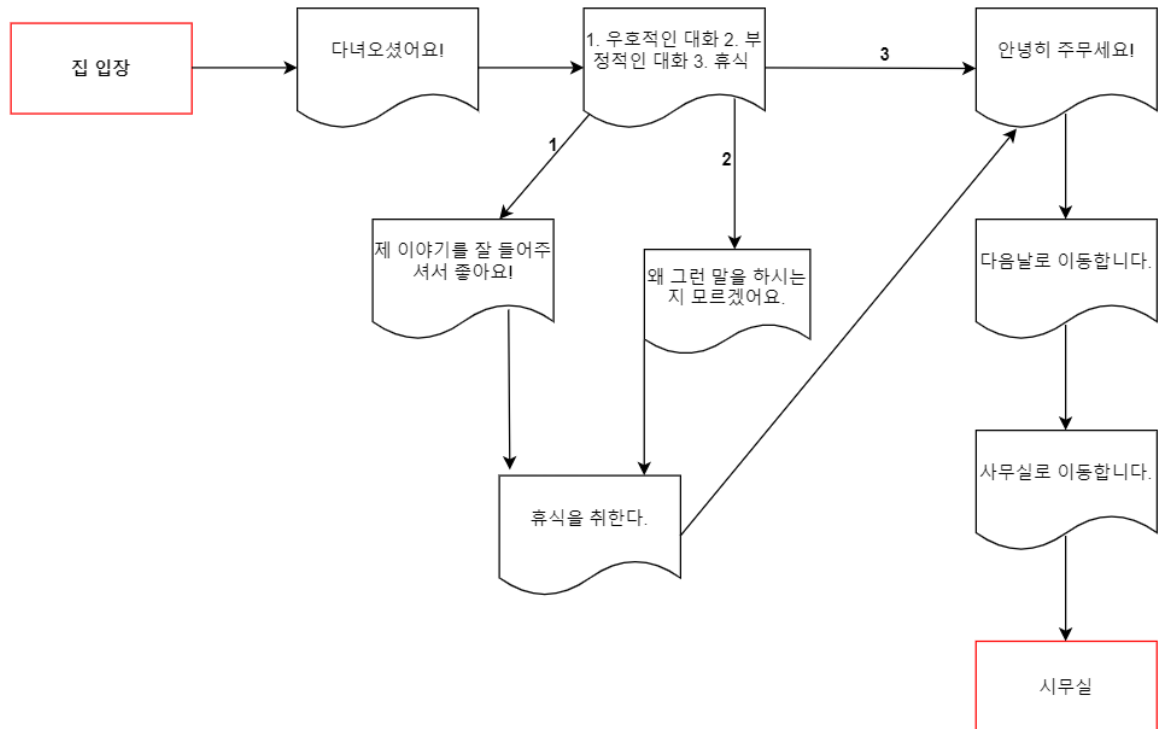 집 입장
다녀오셨어요!
1. 우호적인 대화 2. 부
정적인 대화 3. 휴식
3
안녕히 주무세요!
1
2
제 이야기를 잘 들어주
셔서 좋아요!
왜 그런 말을 하시는
지 모르겠어요.
다음날로 이동합니다.
사무실로 이동합니다.
휴식을 취한다.
시무실